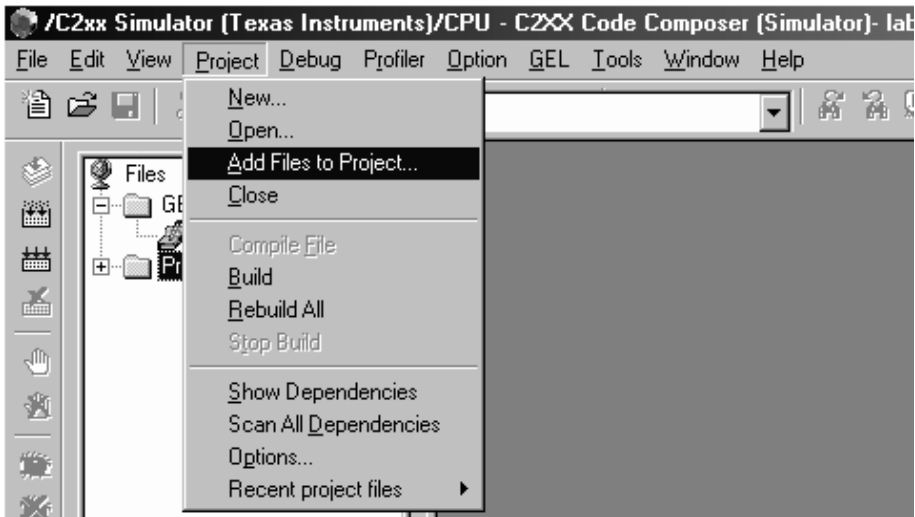 /C2xx Simulator (Texas Instruments)/CPU - C2XX Code Composer (Simulator)- lab
File Edit View Project Debug Profiler Option GEL Tools Window Help
New...
Open...
Add Files to Project...
Close
Compile File
Build
Rebuild All
Stop Build
Show Dependencies
Scan All Dependencies
Options...
Recent project files
Files
GE
Pr